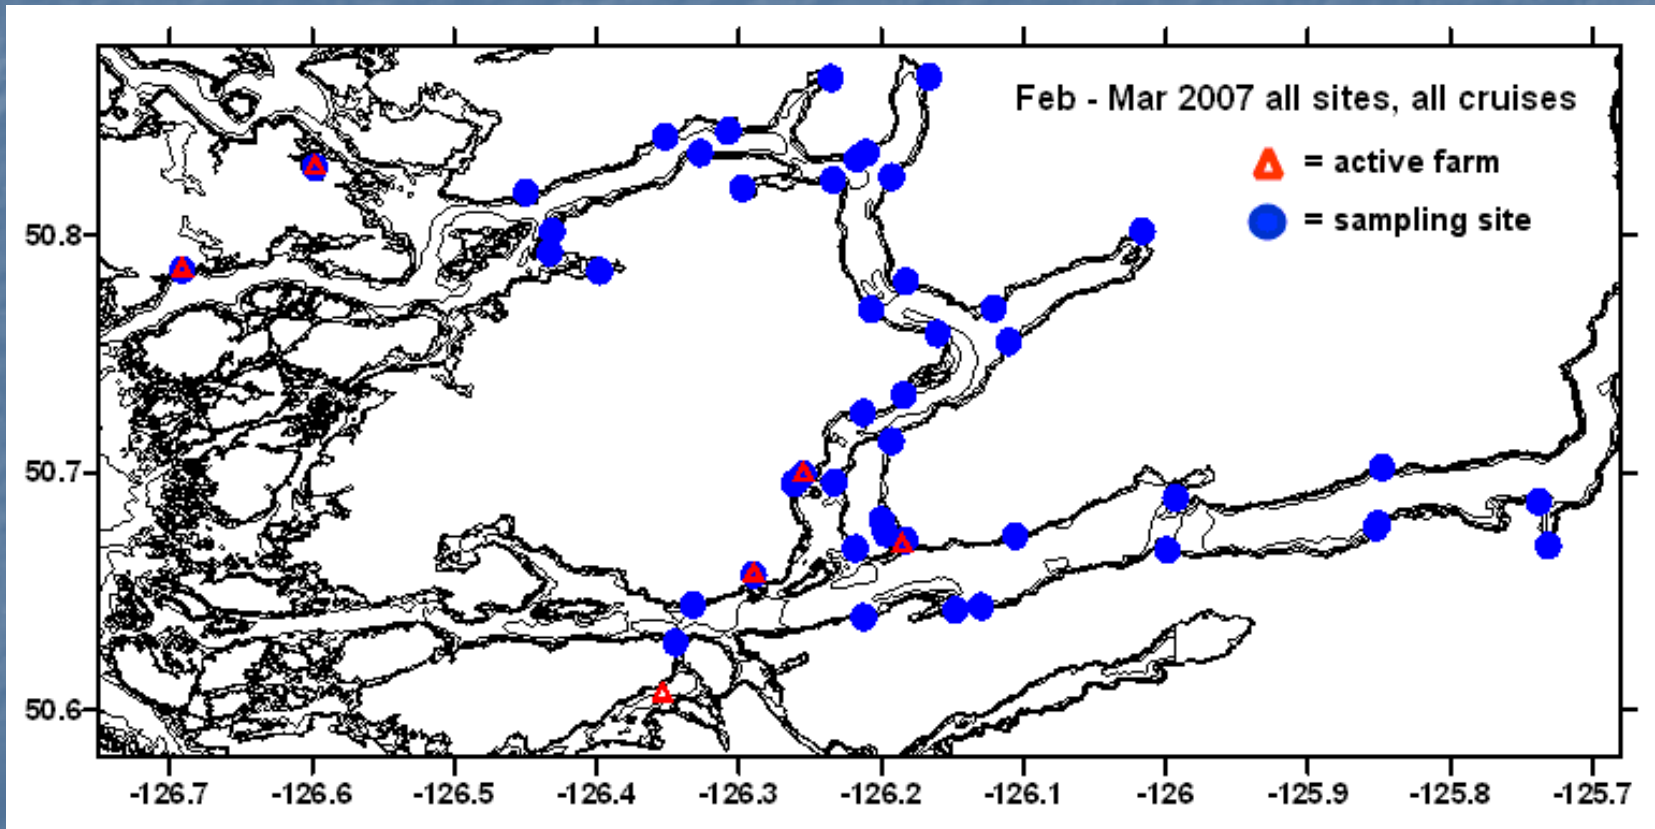 Feb - Mar 2007 all sites, all cruises
= active farm
= sampling site
50.8
50.7
50.6
-126.7 -126.6 -126.5 -126.4 -126.3 -126.2 -126.1 -126 -125.9 -125.8 -125.7